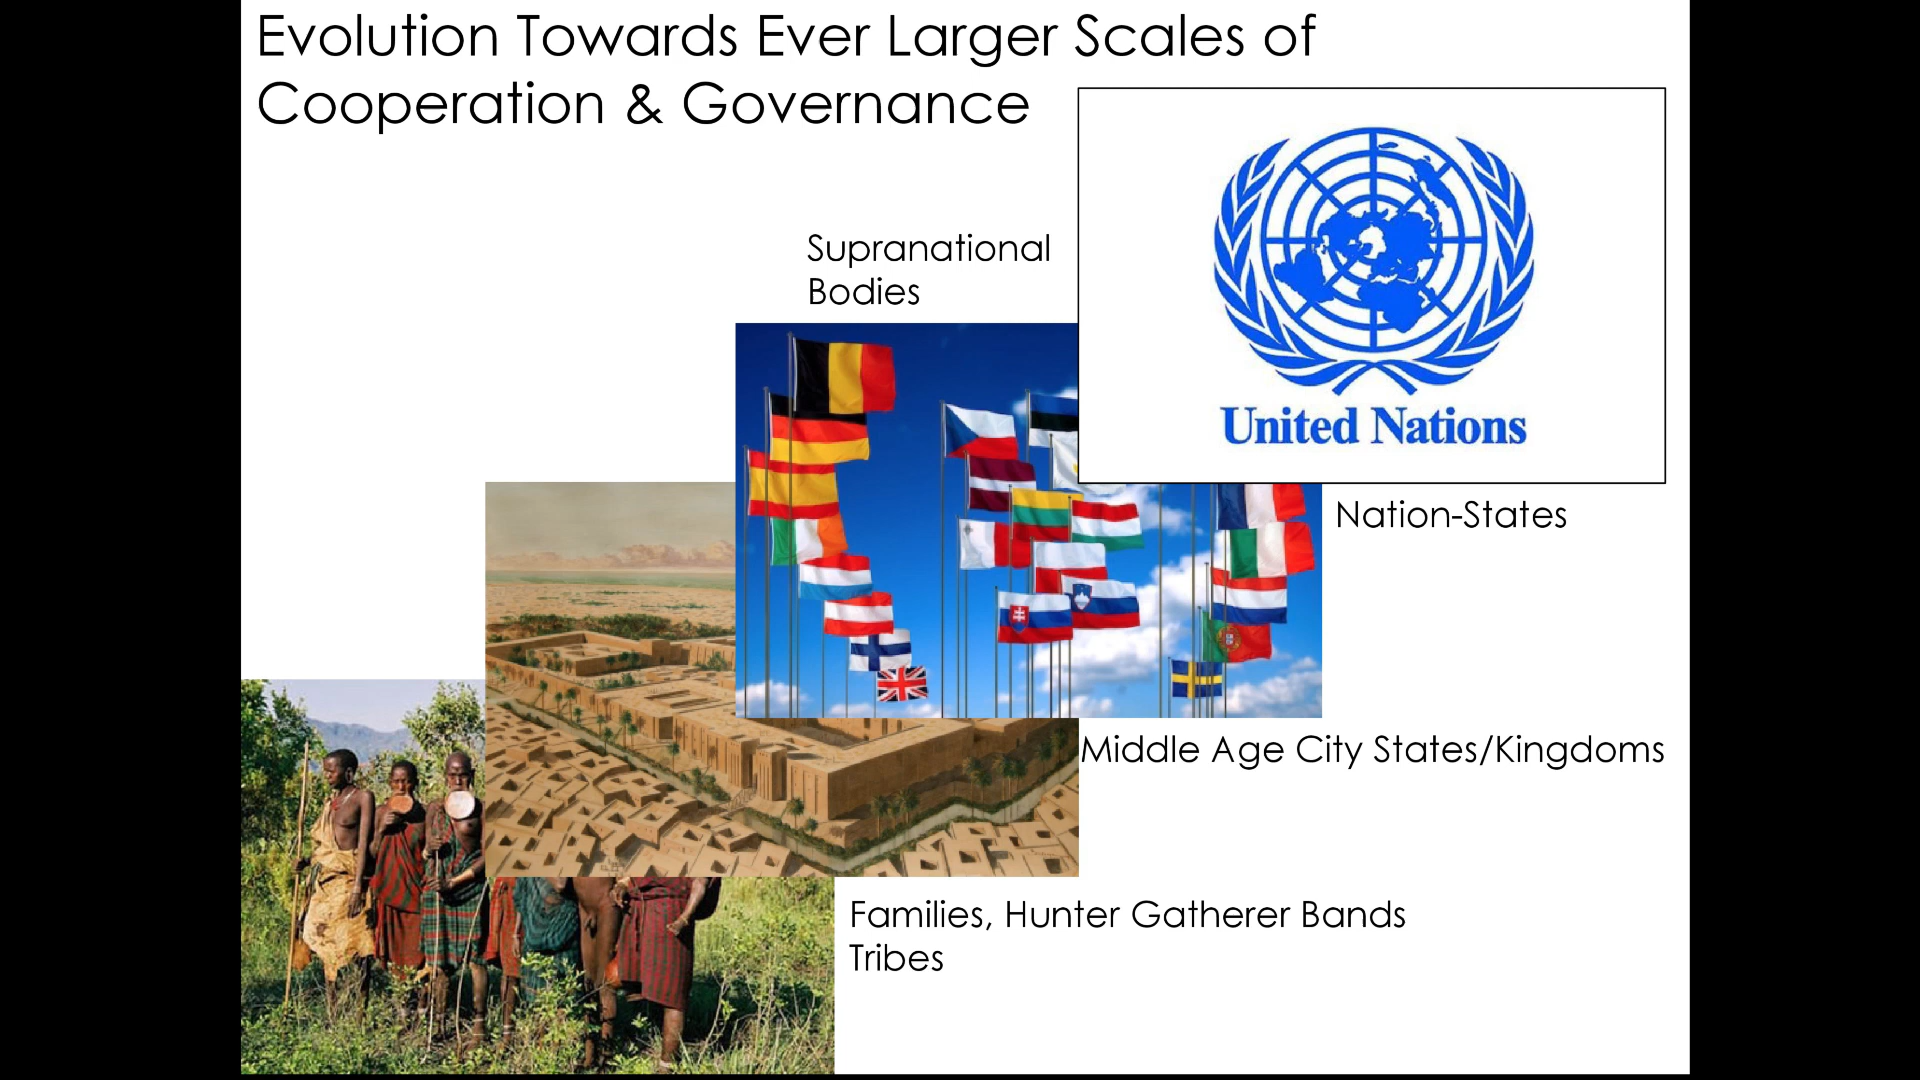 Evolution Towards Ever Larger Scales of
Cooperation & Governance
Supranational
Bodies
United Nations
Nation-States
Middle Age City States/Kingdoms
Families, Hunter Gatherer Bands
Tribes